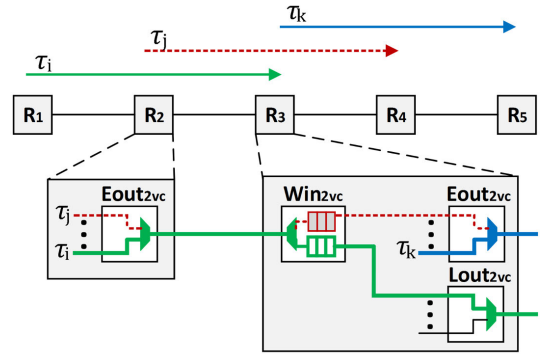 τk
τj
τi
R1 R2 R3 R4 R5
Eout2vc Win2vc Eout2vc
τj
τi τk
Lout2vc